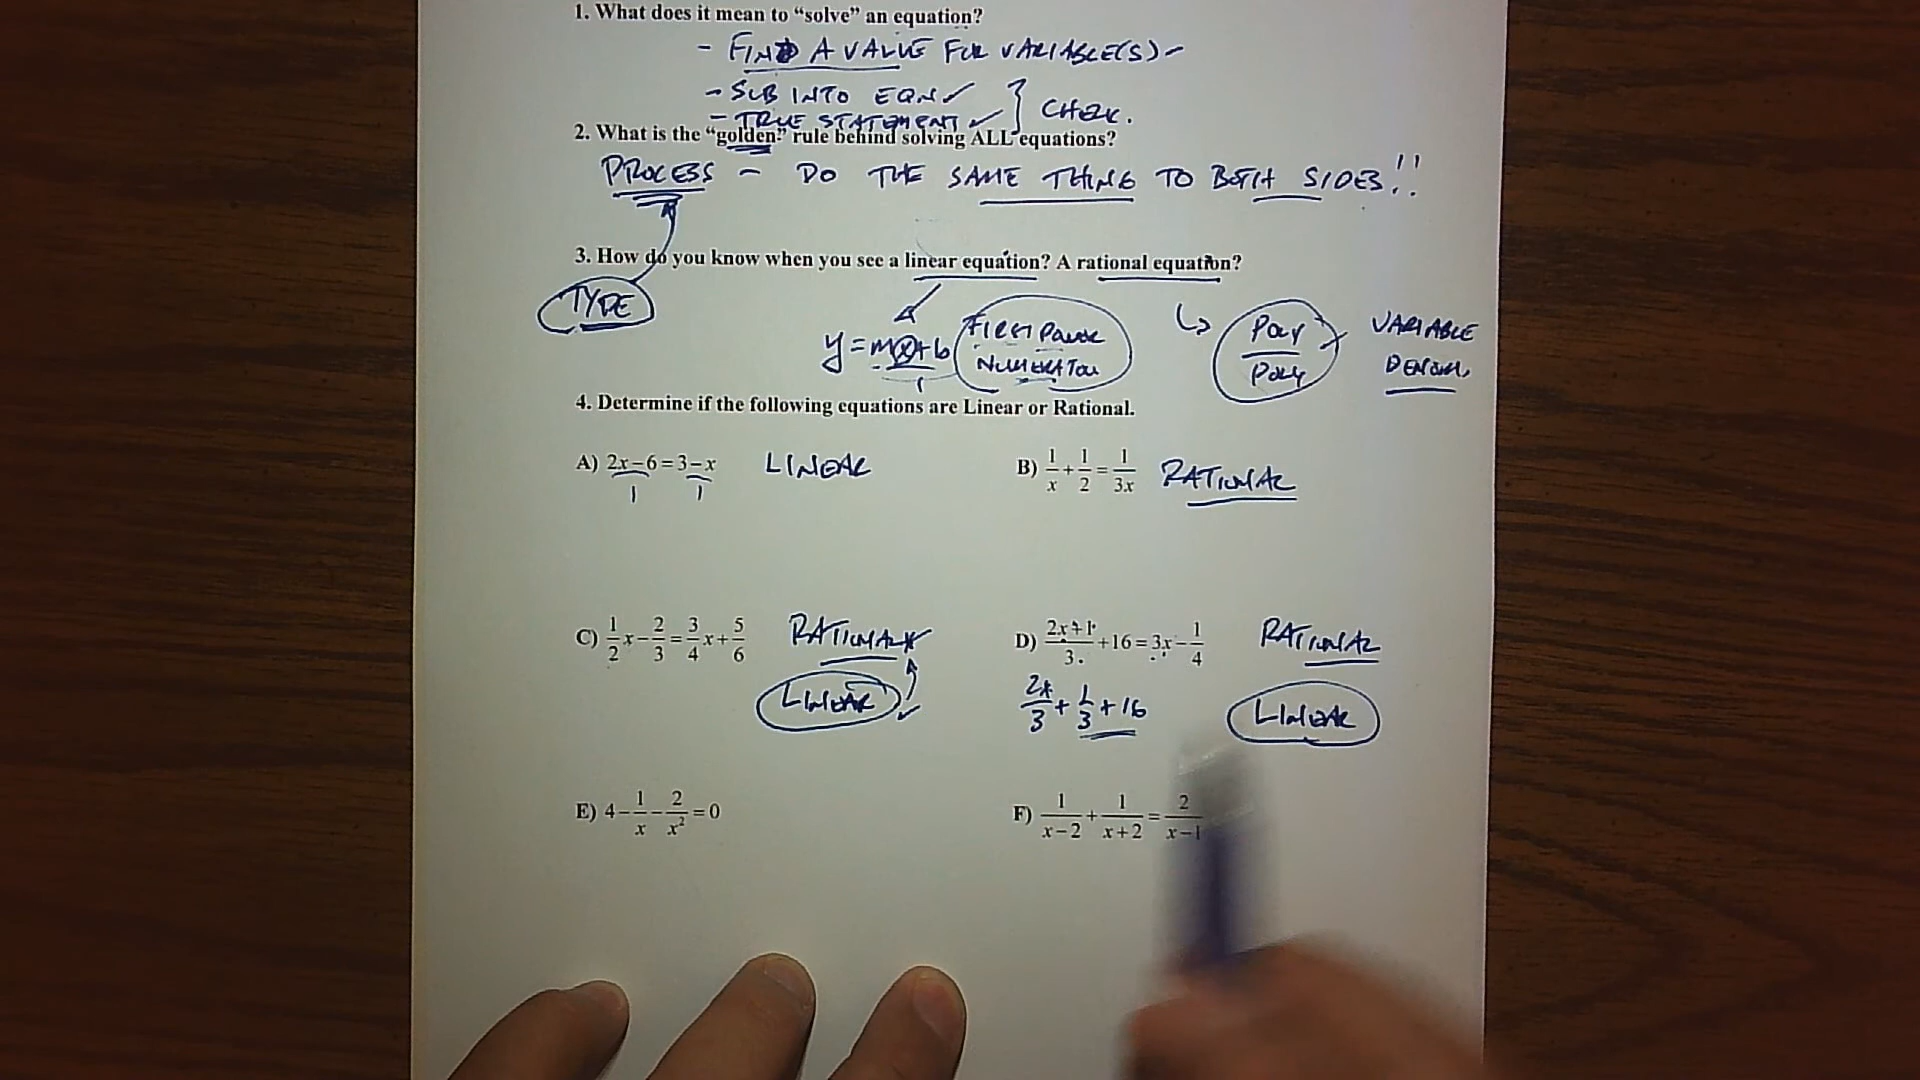 1. What does it mean to “solve” an equation?
- FIND A VALUE FOR VARIABLE(S)-
- SUB INTO EQN ✓
- TRUE STATEMENT ✓ } CHECK.
2. What is the “golden” rule behind solving ALL equations?
PROCESS - DO THE SAME THING TO BOTH SIDES!!
3. How do you know when you see a linear equation? A rational equation?
TYPE
y = mx+b
1
FIRST POWER
NUMERATOR
POLY
POLY
VARIABLE
DENOM.
4. Determine if the following equations are Linear or Rational.
A) 2x-6=3-x LINEAR
1 1
B) 1/x + 1/2 = 1/3x RATIONAL
C) 1/2 x - 2/3 = 3/4 x + 5/6 RATIONAL
LINEAR
D) 2x+1/3 + 16 = 3x - 1/4 RATIONAL
2x/3 + 1/3 + 16 LINEAR
E) 4 - 1/x - 2/x² = 0
F) 1/x-2 + 1/x+2 = 2/x-1